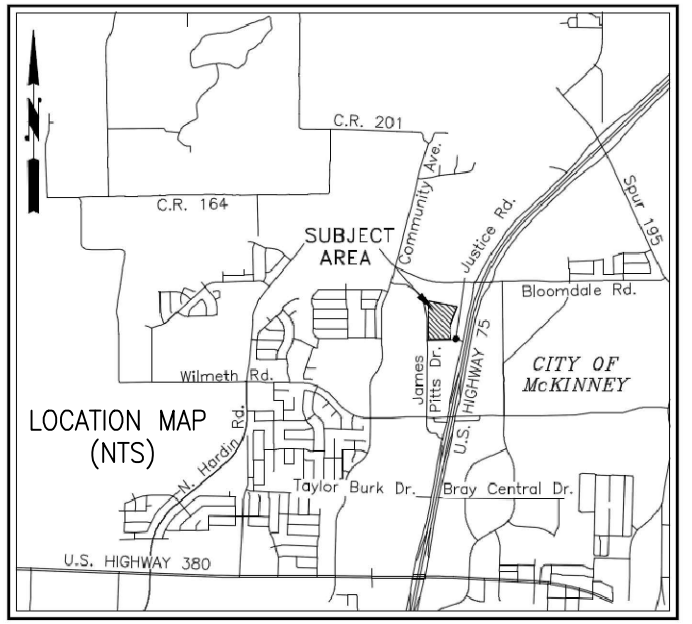 N
C.R. 201
Community Ave.
C.R. 164
Spur 195
Justice Rd.
SUBJECT
AREA
Bloomdale Rd.
James
Pitts Dr.
U.S. HIGHWAY 75
CITY OF
McKINNEY
Wilmeth Rd.
LOCATION MAP
(NTS)
N. Hardin Rd.
Taylor Burk Dr.
Bray Central Dr.
U.S. HIGHWAY 380